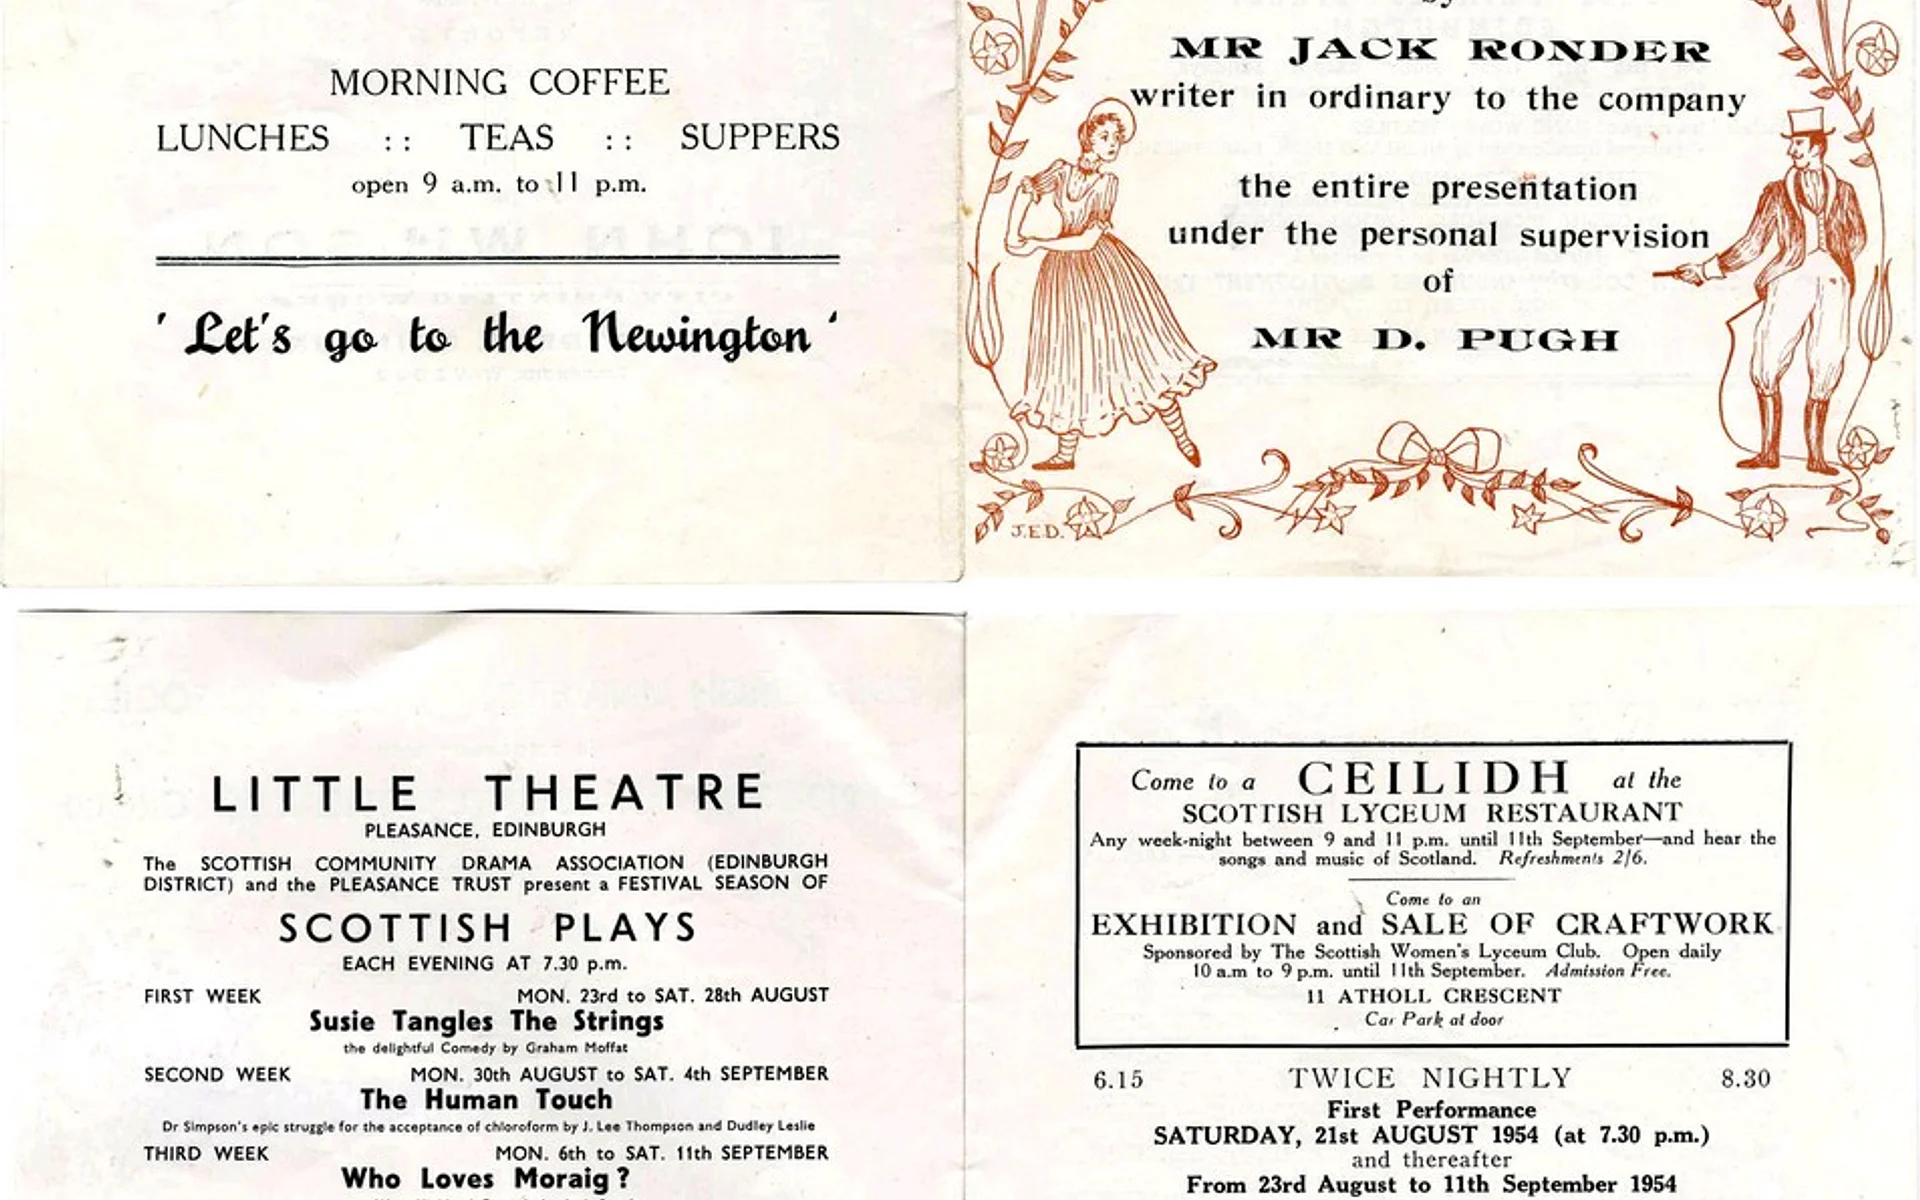 MORNING COFFEE
LUNCHES :: TEAS :: SUPPERS
open 9 a.m. to 11 p.m.
' Let's go to the Newington '
by
MR JACK RONDER
writer in ordinary to the company
the entire presentation
under the personal supervision
of
MR D. PUGH
J.E.D.
LITTLE THEATRE
PLEASANCE, EDINBURGH
The SCOTTISH COMMUNITY DRAMA ASSOCIATION (EDINBURGH
DISTRICT) and the PLEASANCE TRUST present a FESTIVAL SEASON OF
SCOTTISH PLAYS
EACH EVENING AT 7.30 p.m.
FIRST WEEK MON. 23rd to SAT. 28th AUGUST
Susie Tangles The Strings
the delightful Comedy by Graham Moffat
SECOND WEEK MON. 30th AUGUST to SAT. 4th SEPTEMBER
The Human Touch
Dr Simpson's epic struggle for the acceptance of chloroform by J. Lee Thompson and Dudley Leslie
THIRD WEEK MON. 6th to SAT. 11th SEPTEMBER
Who Loves Moraig ?
Come to a CEILIDH at the
SCOTTISH LYCEUM RESTAURANT
Any week-night between 9 and 11 p.m. until 11th September—and hear the
songs and music of Scotland. Refreshments 2/6.
Come to an
EXHIBITION and SALE OF CRAFTWORK
Sponsored by The Scottish Women's Lyceum Club. Open daily
10 a.m to 9 p.m. until 11th September. Admission Free.
11 ATHOLL CRESCENT
Car Park at door
6.15 TWICE NIGHTLY 8.30
First Performance
SATURDAY, 21st AUGUST 1954 (at 7.30 p.m.)
and thereafter
From 23rd August to 11th September 1954